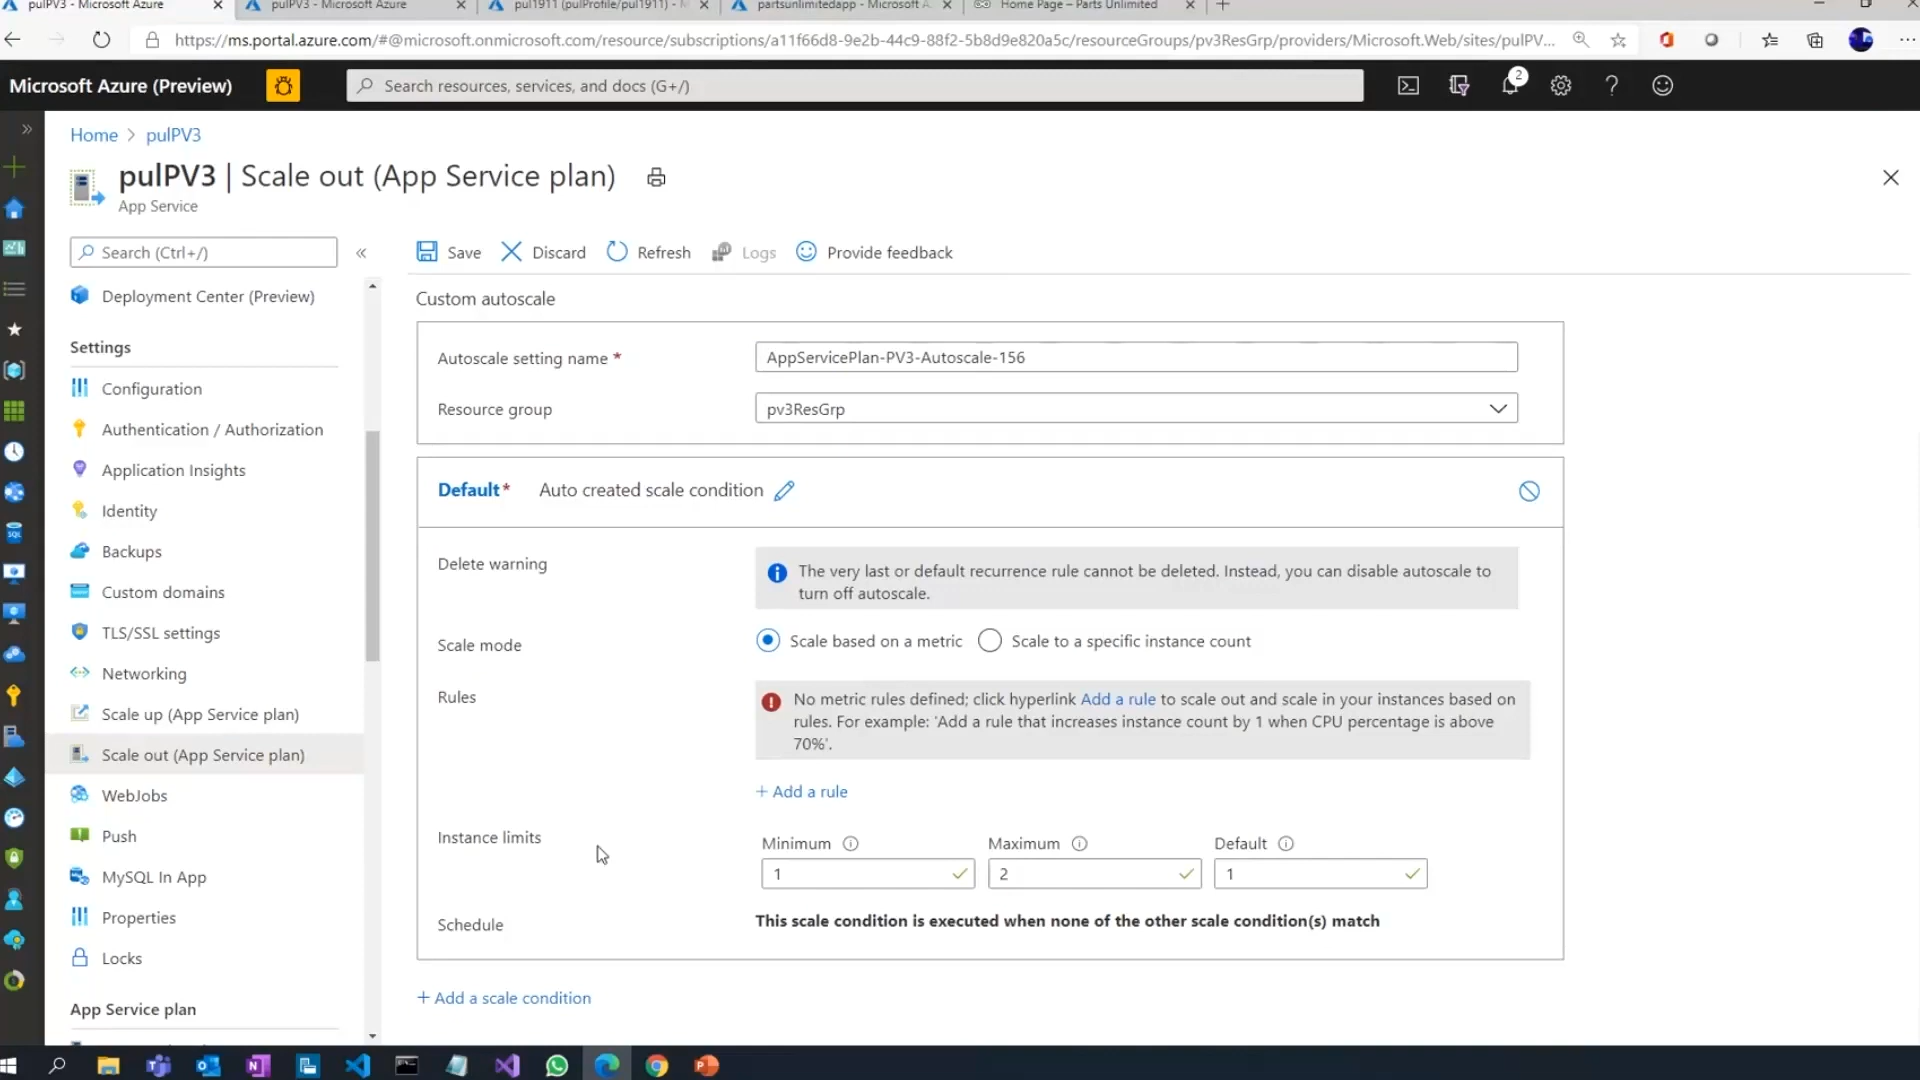 pulPV3 - Microsoft Azure
pulPV3 - Microsoft Azure
pul1911 (pulProfile/pul1911) - M
partsunlimitedapp - Microsoft A
Home Page – Parts Unlimited
https://ms.portal.azure.com/#@microsoft.onmicrosoft.com/resource/subscriptions/a11f66d8-9e2b-44c9-88f2-5b8d9e820a5c/resourceGroups/pv3ResGrp/providers/Microsoft.Web/sites/pulPV...
Microsoft Azure (Preview)
Search resources, services, and docs (G+/)
2
Home > pulPV3
pulPV3 | Scale out (App Service plan)
App Service
Search (Ctrl+/)
Save
Discard
Refresh
Logs
Provide feedback
Deployment Center (Preview)
Settings
Configuration
Authentication / Authorization
Application Insights
Identity
Backups
Custom domains
TLS/SSL settings
Networking
Scale up (App Service plan)
Scale out (App Service plan)
WebJobs
Push
MySQL In App
Properties
Locks
App Service plan
Custom autoscale
Autoscale setting name *
AppServicePlan-PV3-Autoscale-156
Resource group
pv3ResGrp
Default* Auto created scale condition
Delete warning
The very last or default recurrence rule cannot be deleted. Instead, you can disable autoscale to
turn off autoscale.
Scale mode
Scale based on a metric
Scale to a specific instance count
Rules
No metric rules defined; click hyperlink Add a rule to scale out and scale in your instances based on
rules. For example: 'Add a rule that increases instance count by 1 when CPU percentage is above
70%'.
+ Add a rule
Instance limits
Minimum
Maximum
Default
1
2
1
Schedule
This scale condition is executed when none of the other scale condition(s) match
+ Add a scale condition